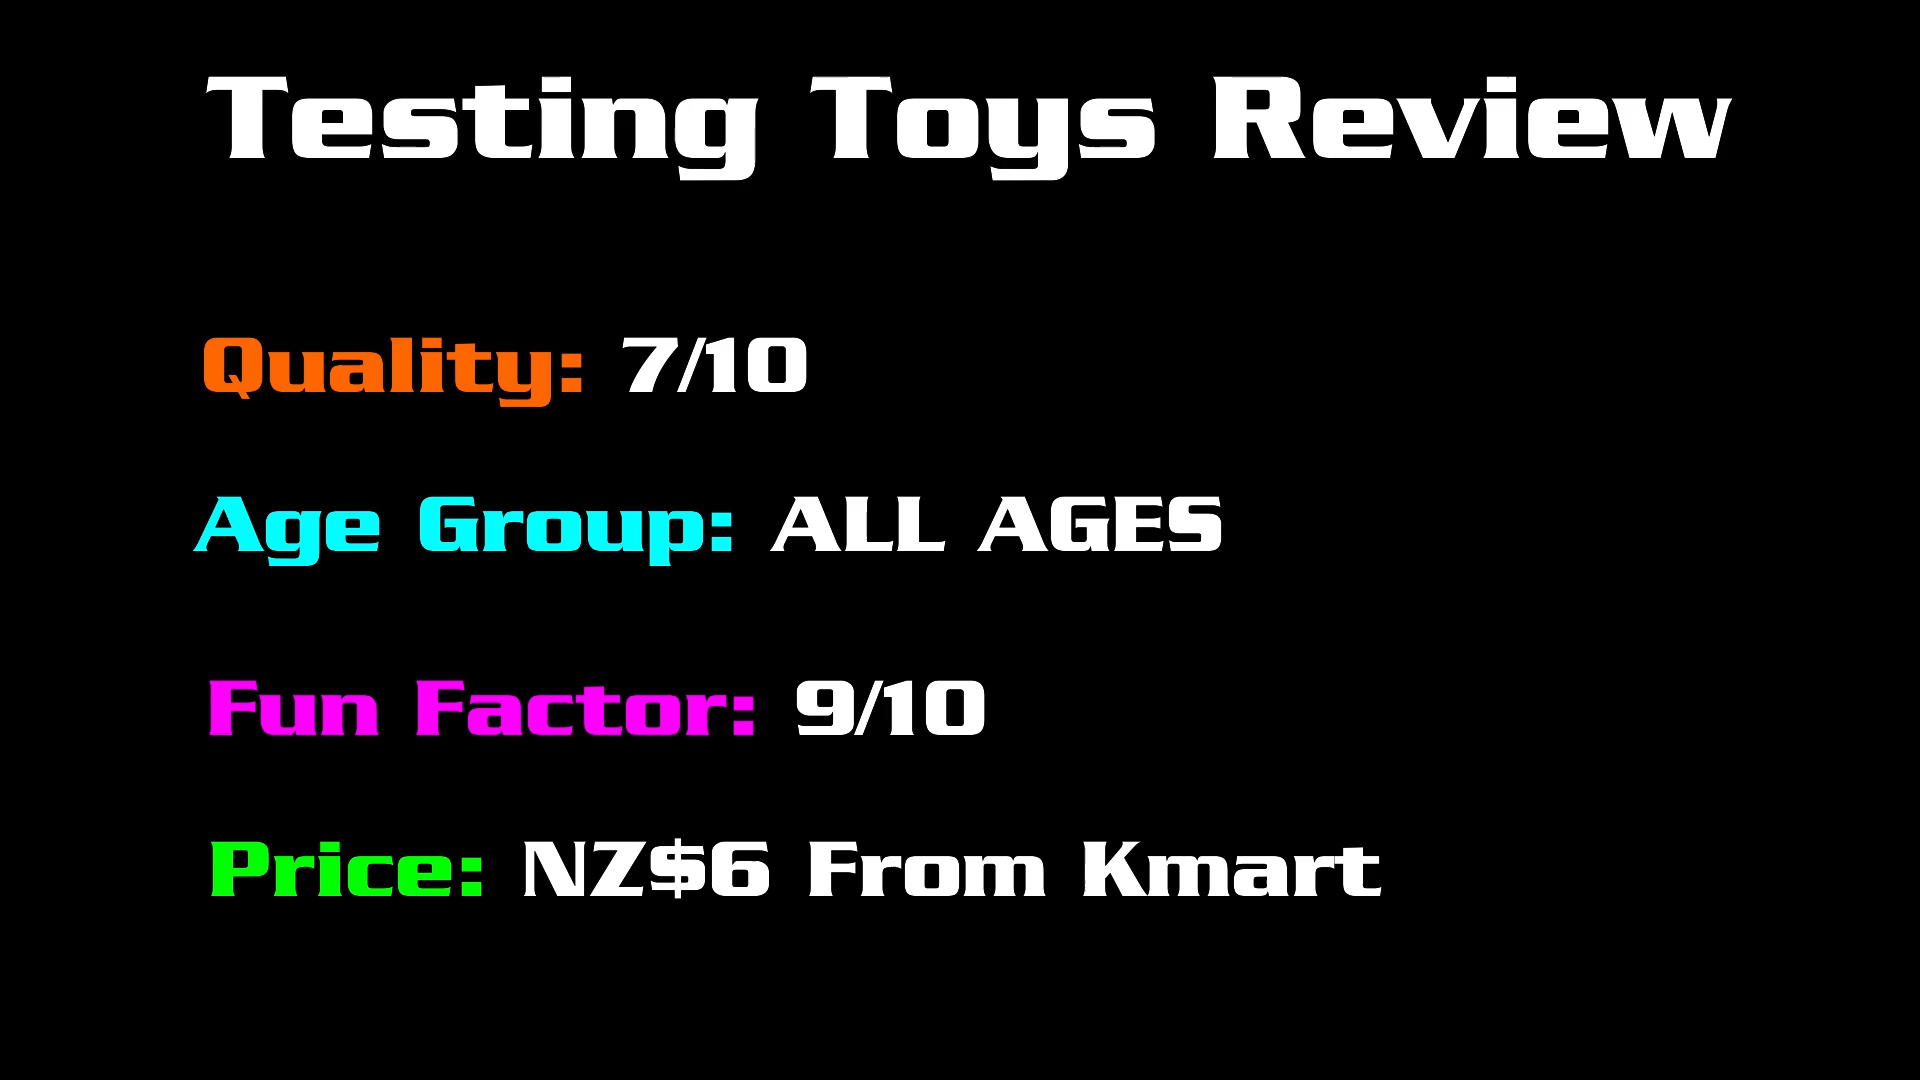 Testing Toys Review
Quality: 7/10
Age Group: ALL AGES
Fun Factor: 9/10
Price: NZ$6 From Kmart